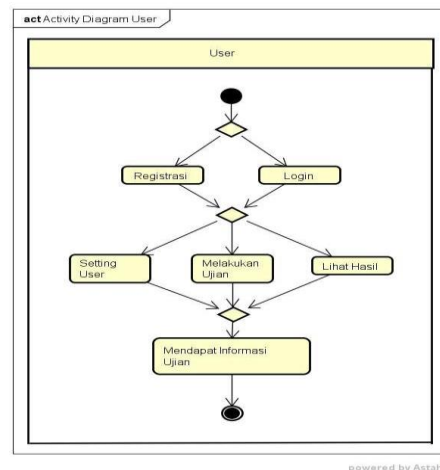 act Activity Diagram User
User
Registrasi
Login
Setting
User
Melakukan
Ujian
Lihat Hasil
Mendapat Informasi
Ujian
powered by Astah